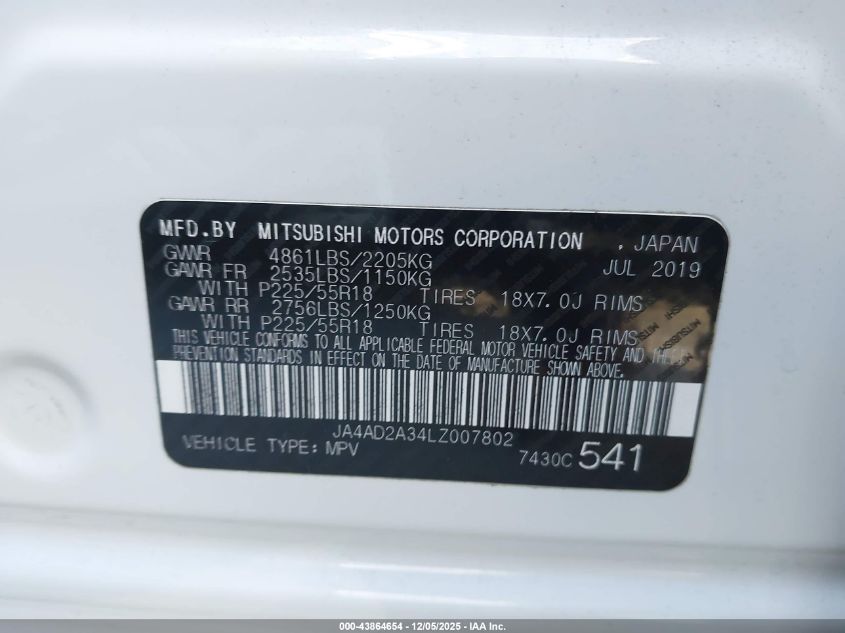 MFD.BY MITSUBISHI MOTORS CORPORATION , JAPAN
GVWR 4861LBS/2205KG JUL 2019
GAWR FR 2535LBS/1150KG
WITH P225/55R18 TIRES 18X7.0J RIMS
GAWR RR 2756LBS/1250KG
WITH P225/55R18 TIRES 18X7.0J RIMS
THIS VEHICLE CONFORMS TO ALL APPLICABLE FEDERAL MOTOR VEHICLE SAFETY AND THEFT
PREVENTION STANDARDS IN EFFECT ON THE DATE OF MANUFACTURE SHOWN ABOVE.
JA4AD2A34LZ007802
VEHICLE TYPE: MPV 7430C 541
000-43864654 - 12/05/2025 - IAA Inc.